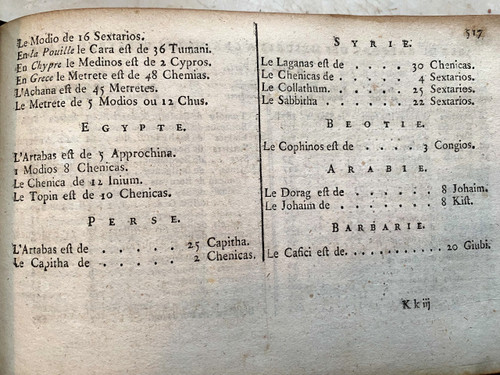 517
Le Modio de 16 Sextarios.
En la Pouille le Cara est de 36 Tumani.
En Chypre le Medinos est de 2 Cypros.
En Grece le Metrete est de 48 Chemias.
L'Achana est de 45 Metretes.
Le Metrete de 5 Modios ou 12 Chus.
EGYPTE.
L'Artabas est de 5 Approchina.
1 Modios 8 Chenicas.
Le Chenica de 12 Inium.
Le Topin est de 10 Chenicas.
PERSE.
L'Artabas est de . . . . . 25 Capitha.
Le Capitha de . . . . . 2 Chenicas.
SYRIE.
Le Laganas est de . . . . 30 Chenicas.
Le Chenicas de . . . . 4 Sextarios.
Le Collathum. . . . . 25 Sextarios.
Le Sabbitha . . . . . 22 Sextarios.
BEOTIE.
Le Cophinos est de . . . . 3 Congios.
ARABIE.
Le Dorag est de . . . . . 8 Johaim.
Le Johaim de . . . . . 8 Kist.
BARBARIE.
Le Cafici est de. . . . . . . . . . . 20 Giubi.
K k iij